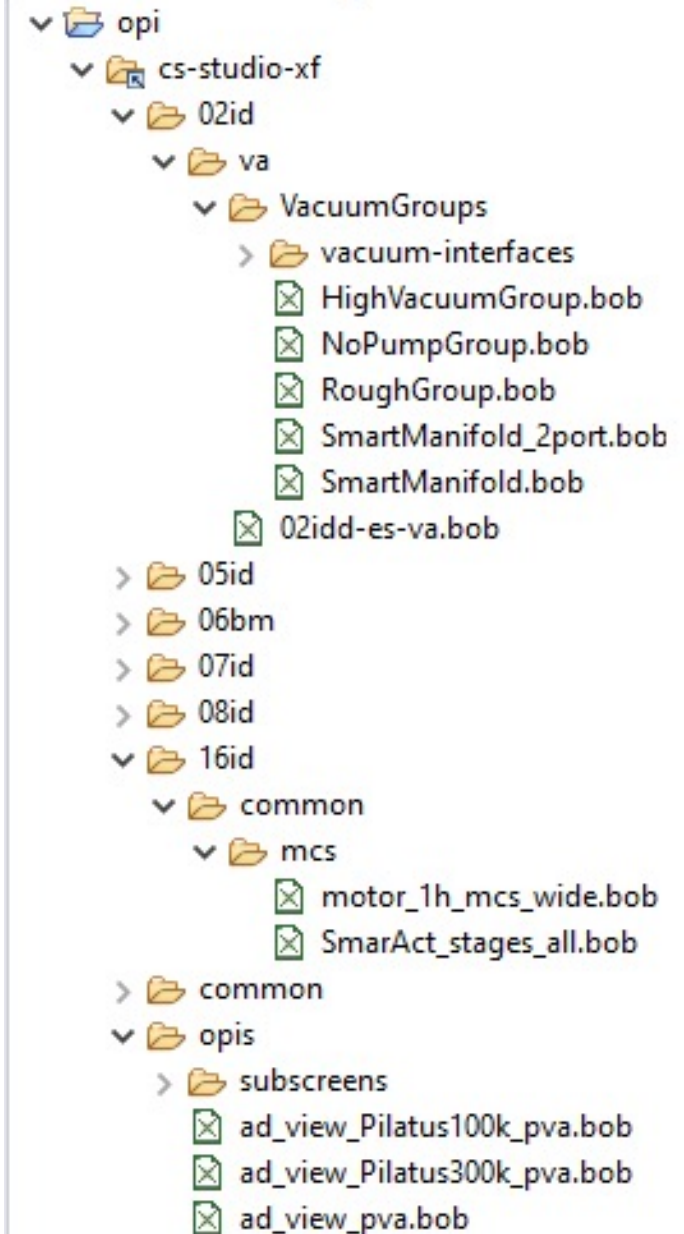 opi
cs-studio-xf
02id
va
VacuumGroups
vacuum-interfaces
HighVacuumGroup.bob
NoPumpGroup.bob
RoughGroup.bob
SmartManifold_2port.bob
SmartManifold.bob
02idd-es-va.bob
05id
06bm
07id
08id
16id
common
mcs
motor_1h_mcs_wide.bob
SmarAct_stages_all.bob
common
opis
subscreens
ad_view_Pilatus100k_pva.bob
ad_view_Pilatus300k_pva.bob
ad_view_pva.bob